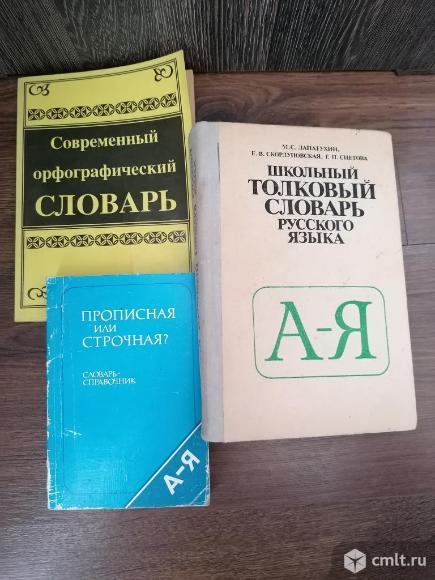 Современный
орфографический
СЛОВАРЬ
М.С. ЛАПАТУХИН,
Е. В. СКОРЛУПОВСКАЯ, Г. П. СНЕТОВА
ШКОЛЬНЫЙ
ТОЛКОВЫЙ
СЛОВАРЬ
РУССКОГО
ЯЗЫКА
А-Я
ПРОПИСНАЯ
ИЛИ
СТРОЧНАЯ?
СЛОВАРЬ-
СПРАВОЧНИК
А-Я
cmlt.ru